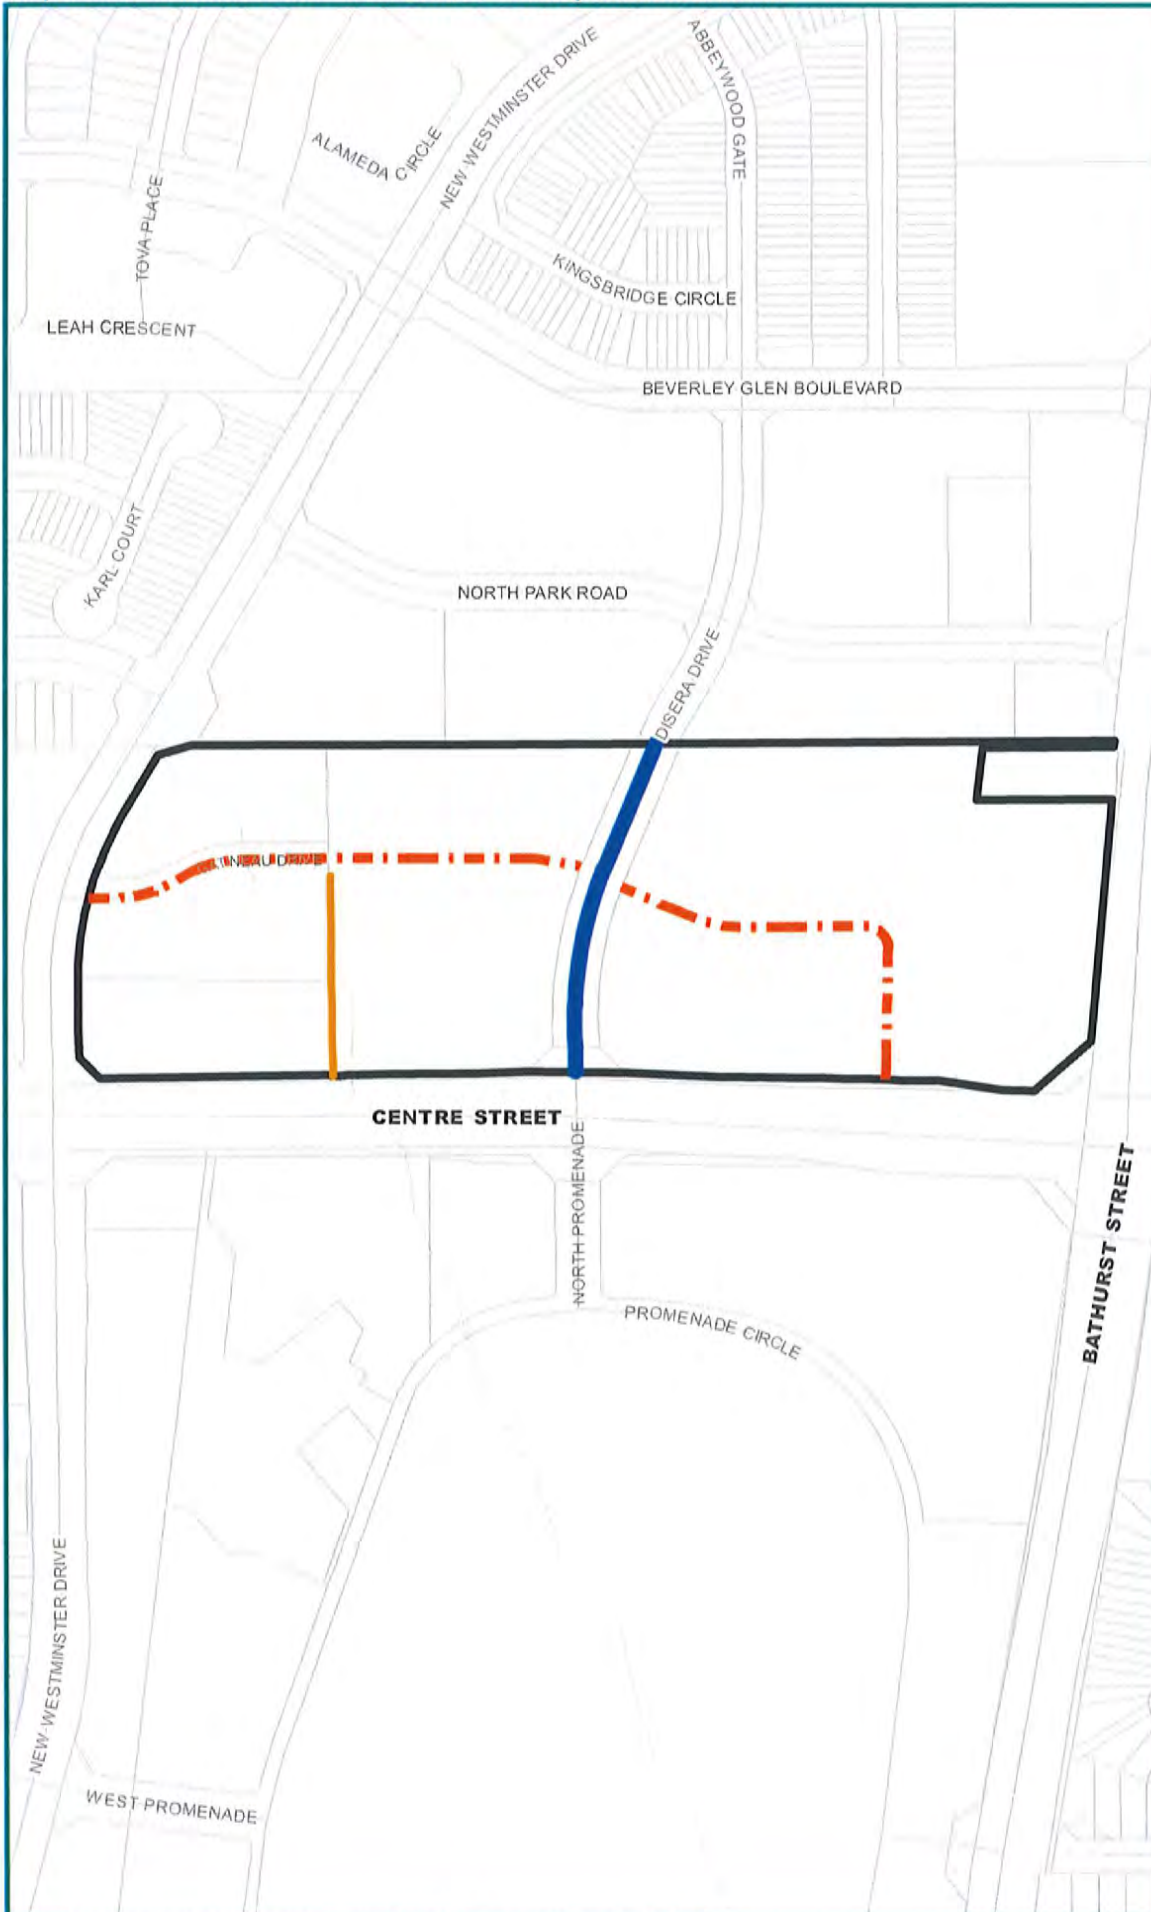 ABBEYWOOD GATE
NEW WESTMINSTER DRIVE
ALAMEDA CIRCLE
TOVA PLACE
KINGSBRIDGE CIRCLE
LEAH CRESCENT
BEVERLEY GLEN BOULEVARD
KARL COURT
NORTH PARK ROAD
DISERA DRIVE
DRIVE
CENTRE STREET
NORTH PROMENADE
BATHURST STREET
PROMENADE CIRCLE
NEW WESTMINSTER DRIVE
WEST PROMENADE